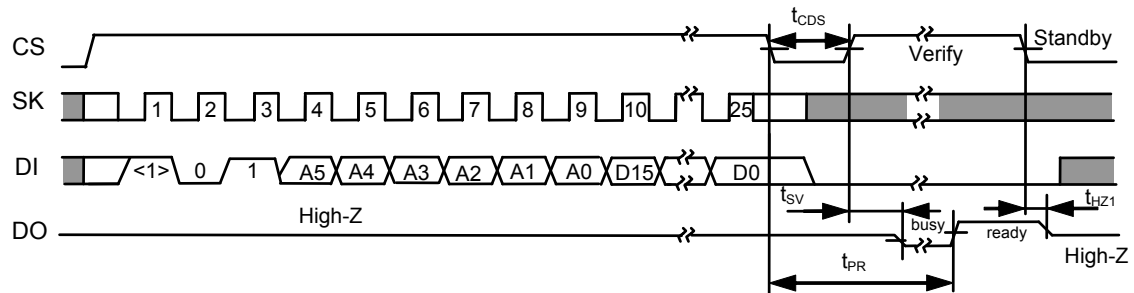 CS tCDS Verify Standby
SK 1 2 3 4 5 6 7 8 9 10 25
DI <1> 0 1 A5 A4 A3 A2 A1 A0 D15 D0
High-Z tSV busy ready tHZ1
DO tPR High-Z